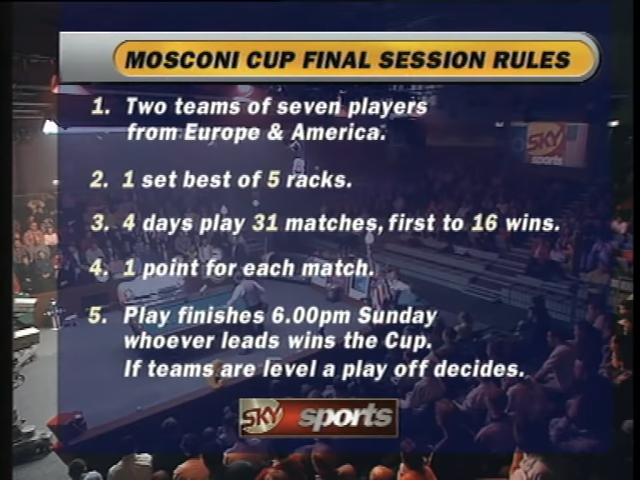 MOSCONI CUP FINAL SESSION RULES
1. Two teams of seven players
from Europe & America.
2. 1 set best of 5 racks.
3. 4 days play 31 matches, first to 16 wins.
4. 1 point for each match.
5. Play finishes 6.00pm Sunday
whoever leads wins the Cup.
If teams are level a play off decides.
SKY sports
SKY
sports